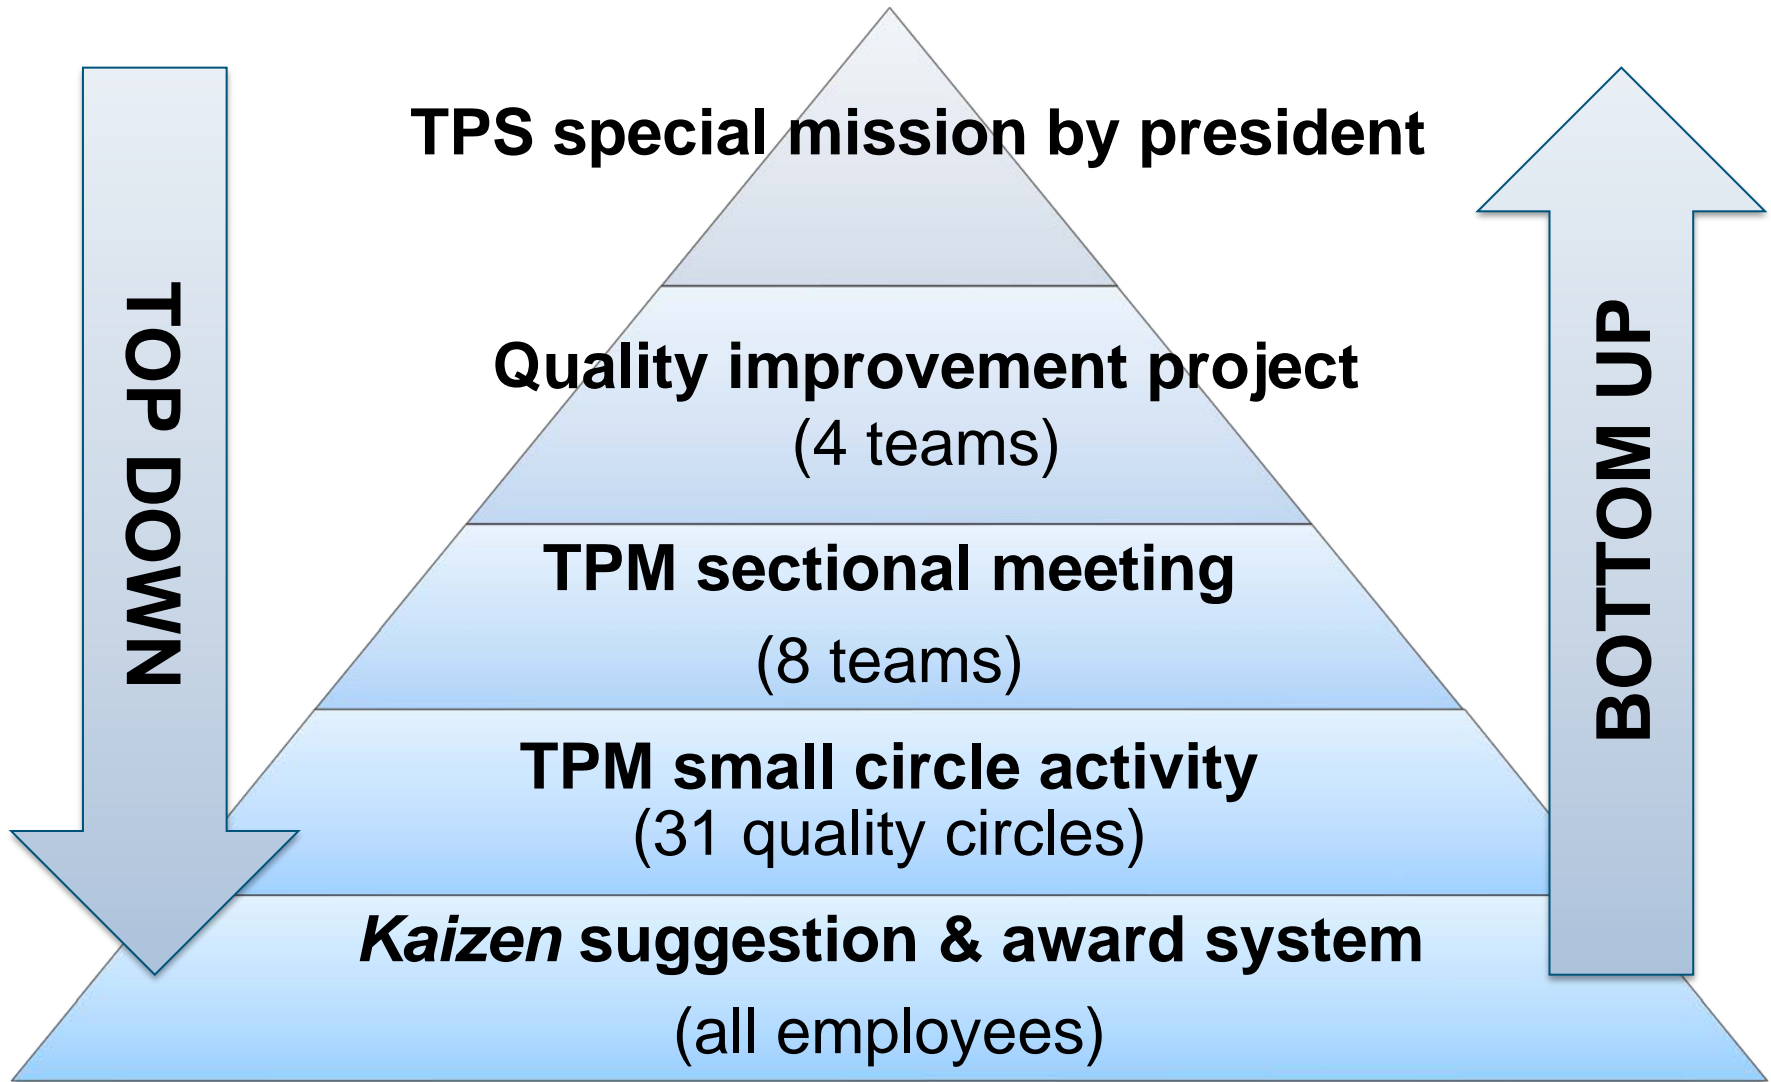 TPS special mission by president
TOP DOWN
BOTTOM UP
Quality improvement project
(4 teams)
TPM sectional meeting
(8 teams)
TPM small circle activity
(31 quality circles)
Kaizen suggestion & award system
(all employees)